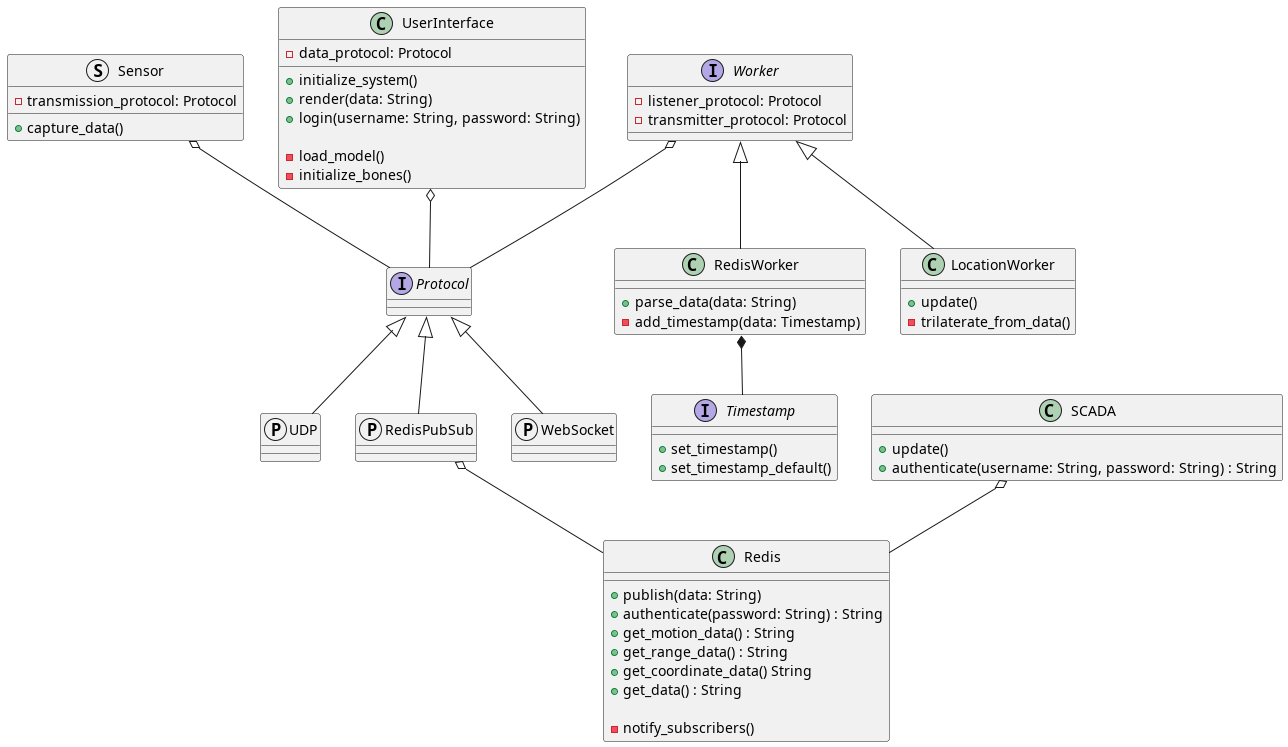 S Sensor
transmission_protocol: Protocol
capture_data()
C UserInterface
data_protocol: Protocol
initialize_system()
render(data: String)
login(username: String, password: String)
load_model()
initialize_bones()
I Worker
listener_protocol: Protocol
transmitter_protocol: Protocol
I Protocol
C RedisWorker
parse_data(data: String)
add_timestamp(data: Timestamp)
C LocationWorker
update()
trilaterate_from_data()
P UDP
P RedisPubSub
P WebSocket
I Timestamp
set_timestamp()
set_timestamp_default()
C SCADA
update()
authenticate(username: String, password: String) : String
C Redis
publish(data: String)
authenticate(password: String) : String
get_motion_data() : String
get_range_data() : String
get_coordinate_data() String
get_data() : String
notify_subscribers()